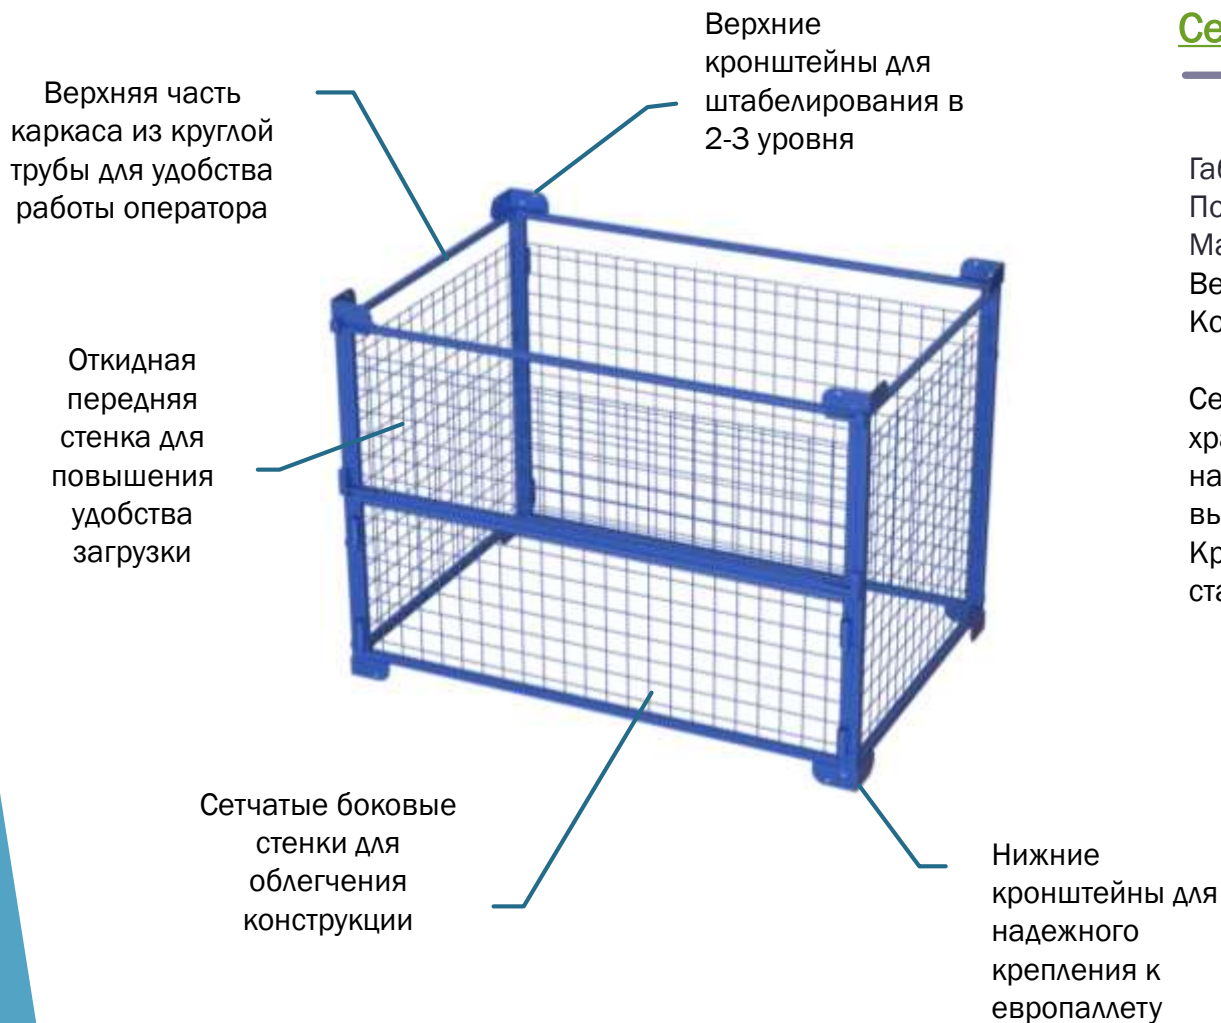 Верхние
кронштейны для
штабелирования в
2-3 уровня
Верхняя часть
каркаса из круглой
трубы для удобства
работы оператора
Откидная
передняя
стенка для
повышения
удобства
загрузки
Сетчатые боковые
стенки для
облегчения
конструкции
Нижние
кронштейны для
надежного
крепления к
европаллету